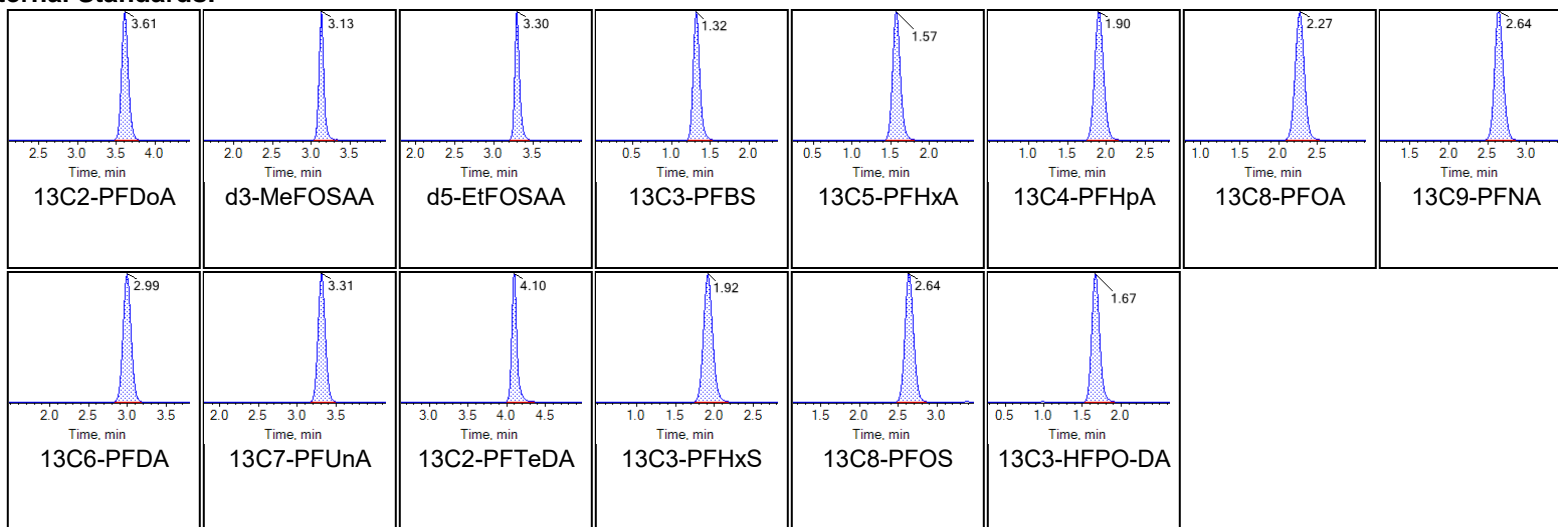 ternal Standards:
3.61 3.13 3.30 1.32 1.57 1.90 2.27 2.64
2.5 3.0 3.5 4.0 2.0 2.5 3.0 3.5 2.0 2.5 3.0 3.5 0.5 1.0 1.5 2.0 0.5 1.0 1.5 2.0 1.0 1.5 2.0 2.5 1.0 1.5 2.0 2.5 1.5 2.0 2.5 3.0
Time, min Time, min Time, min Time, min Time, min Time, min Time, min Time, min
13C2-PFDoA d3-MeFOSAA d5-EtFOSAA 13C3-PFBS 13C5-PFHxA 13C4-PFHpA 13C8-PFOA 13C9-PFNA
2.99 3.31 4.10 1.92 2.64 1.67
2.0 2.5 3.0 3.5 2.0 2.5 3.0 3.5 3.0 3.5 4.0 4.5 1.0 1.5 2.0 2.5 1.5 2.0 2.5 3.0 0.5 1.0 1.5 2.0
Time, min Time, min Time, min Time, min Time, min Time, min
13C6-PFDA 13C7-PFUnA 13C2-PFTeDA 13C3-PFHxS 13C8-PFOS 13C3-HFPO-DA